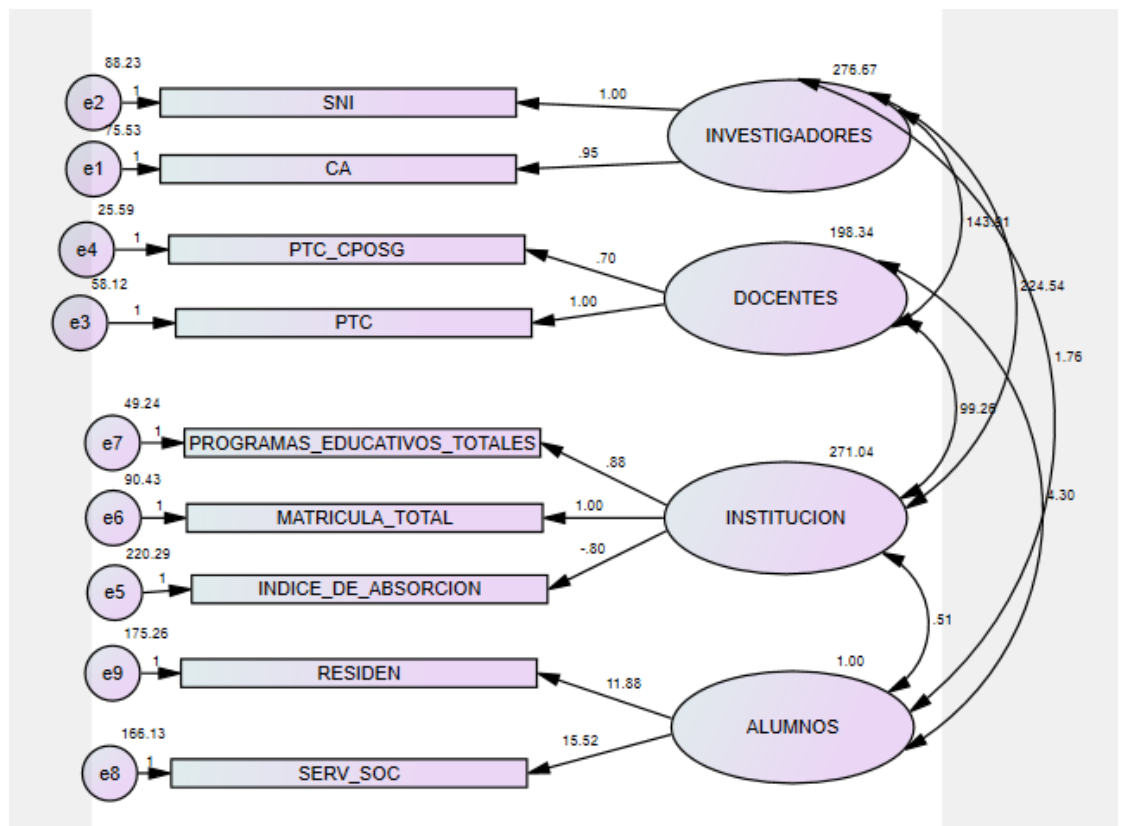 88.23
276.67
e2
1
SNI
1.00
INVESTIGADORES
75.53
e1
1
CA
.95
25.59
143.91
198.34
e4
1
PTC_CPOSG
.70
58.12
224.54
DOCENTES
e3
1
PTC
1.00
1.76
49.24
99.26
e7
1
PROGRAMAS_EDUCATIVOS_TOTALES
.88
271.04
90.43
4.30
e6
1
MATRICULA_TOTAL
1.00
INSTITUCION
220.29
-.80
e5
1
INDICE_DE_ABSORCION
.51
175.26
1.00
e9
1
RESIDEN
11.88
166.13
15.52
ALUMNOS
e8
1
SERV_SOC